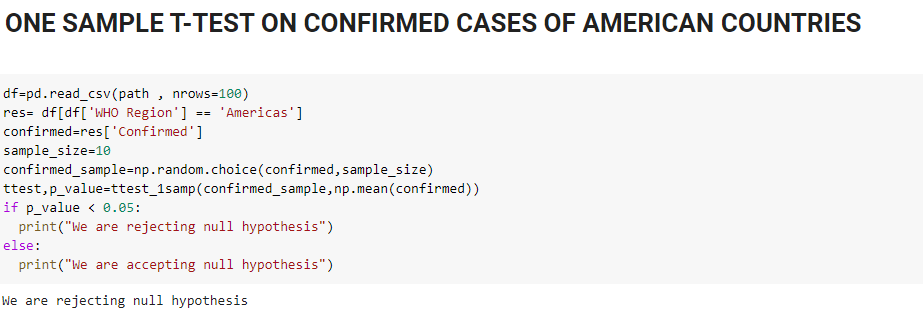 ONE SAMPLE T-TEST ON CONFIRMED CASES OF AMERICAN COUNTRIES
df=pd.read_csv(path , nrows=100)
res= df[df['WHO Region'] == 'Americas']
confirmed=res['Confirmed']
sample_size=10
confirmed_sample=np.random.choice(confirmed,sample_size)
ttest,p_value=ttest_1samp(confirmed_sample,np.mean(confirmed))
if p_value < 0.05:
  print("We are rejecting null hypothesis")
else:
  print("We are accepting null hypothesis")
We are rejecting null hypothesis